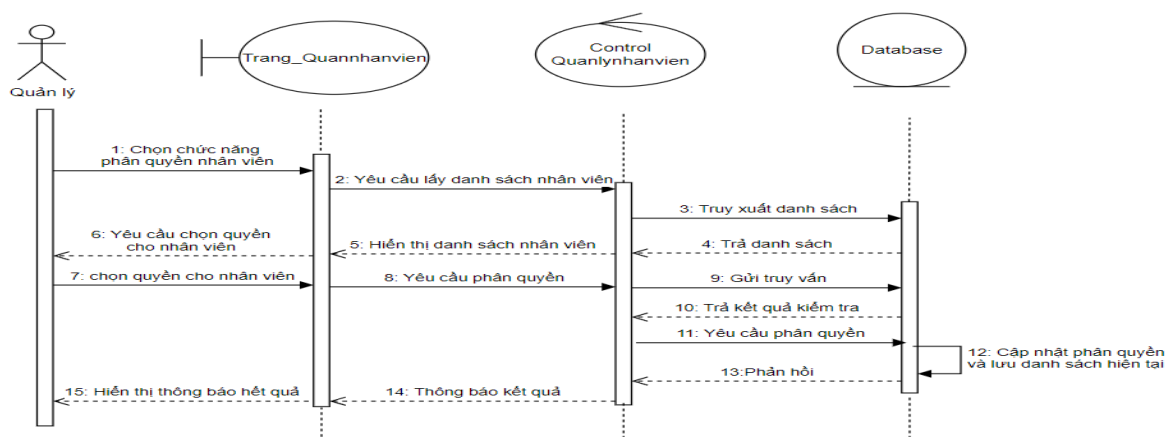 Quản lý
Trang_Quannhanvien
Control
Quanlynhanvien
Database
1: Chọn chức năng
phân quyền nhân viên
2: Yêu cầu lấy danh sách nhân viên
3: Truy xuất danh sách
4: Trả danh sách
5: Hiển thị danh sách nhân viên
6: Yêu cầu chọn quyền
cho nhân viên
7: chọn quyền cho nhân viên
8: Yêu cầu phân quyền
9: Gửi truy vấn
10: Trả kết quả kiểm tra
11: Yêu cầu phân quyền
12: Cập nhật phân quyền
và lưu danh sách hiện tại
13:Phản hồi
14: Thông báo kết quả
15: Hiển thị thông báo hết quả